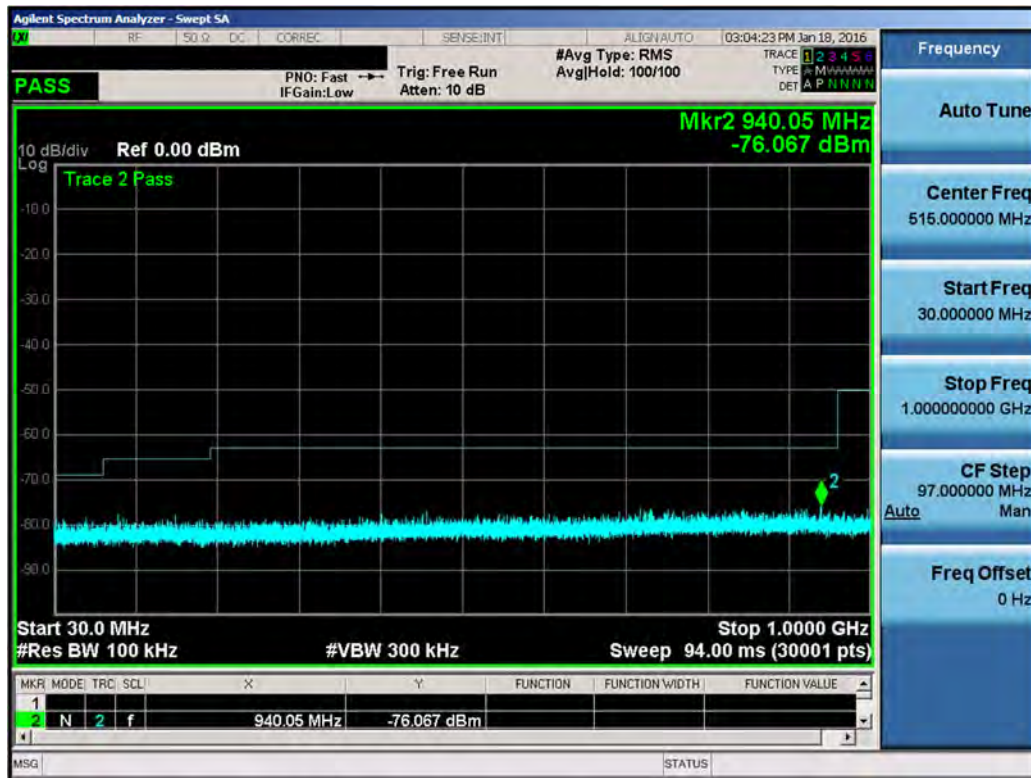 Agilent Spectrum Analyzer - Swept SA
RF 50 Ω DC CORREC SENSE:INT ALIGN AUTO 03:04:23 PM Jan 18, 2016
#Avg Type: RMS TRACE 1 2 3 4 5 6
PNO: Fast Trig: Free Run Avg|Hold: 100/100 TYPE
PASS IFGain:Low Atten: 10 dB DET A P N N N N
Mkr2 940.05 MHz
-76.067 dBm
10 dB/div Ref 0.00 dBm
Log
Trace 2 Pass
-10.0
-20.0
-30.0
-40.0
-50.0
-60.0
-70.0
2
-80.0
-90.0
Start 30.0 MHz Stop 1.0000 GHz
#Res BW 100 kHz #VBW 300 kHz Sweep 94.00 ms (30001 pts)
MKR MODE TRC SCL X Y FUNCTION FUNCTION WIDTH FUNCTION VALUE
1
2 N 2 f 940.05 MHz -76.067 dBm
MSG STATUS
Frequency
Auto Tune
Center Freq
515.000000 MHz
Start Freq
30.000000 MHz
Stop Freq
1.000000000 GHz
CF Step
97.000000 MHz
Auto Man
Freq Offset
0 Hz